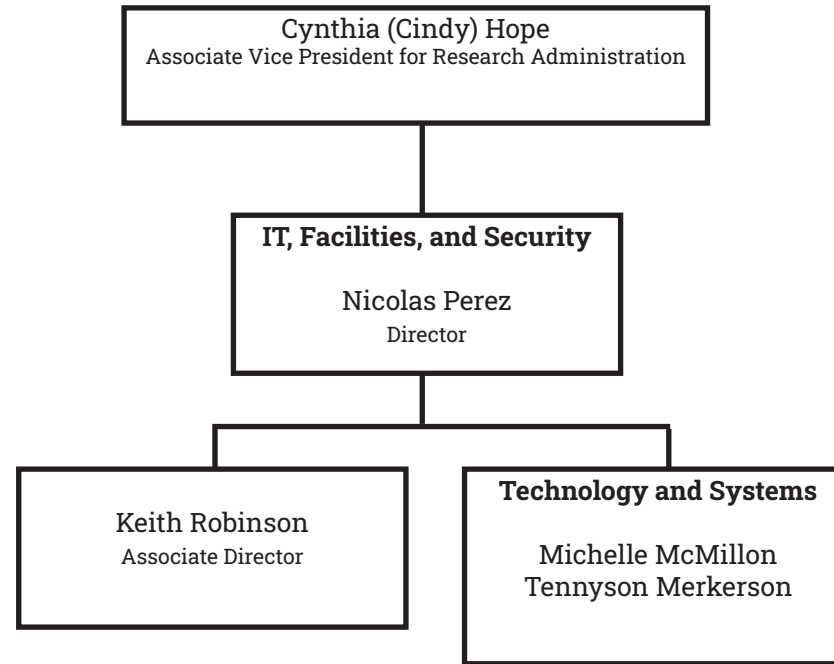 Cynthia (Cindy) Hope
Associate Vice President for Research Administration
IT, Facilities, and Security
Nicolas Perez
Director
Keith Robinson
Associate Director
Technology and Systems
Michelle McMillon
Tennyson Merkerson